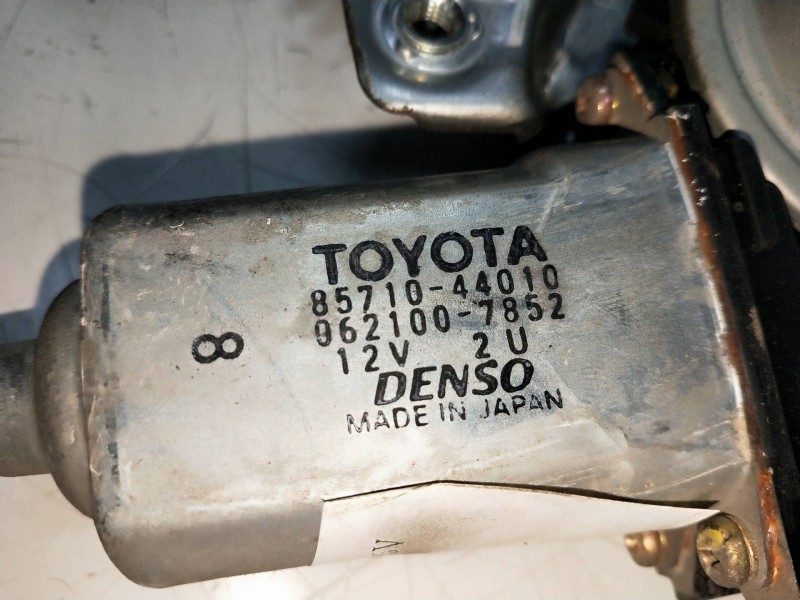 TOYOTA
85710-44010
062100-7852
8
12V 2U
DENSO
MADE IN JAPAN